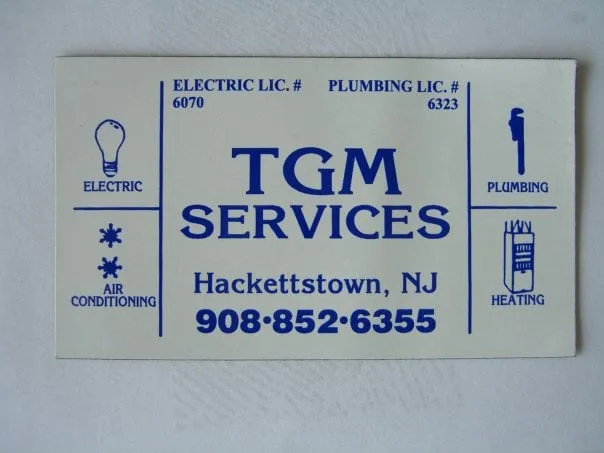 ELECTRIC LIC. # PLUMBING LIC. #
6070 6323
ELECTRIC
PLUMBING
TGM
SERVICES
AIR
CONDITIONING
HEATING
Hackettstown, NJ
908•852•6355